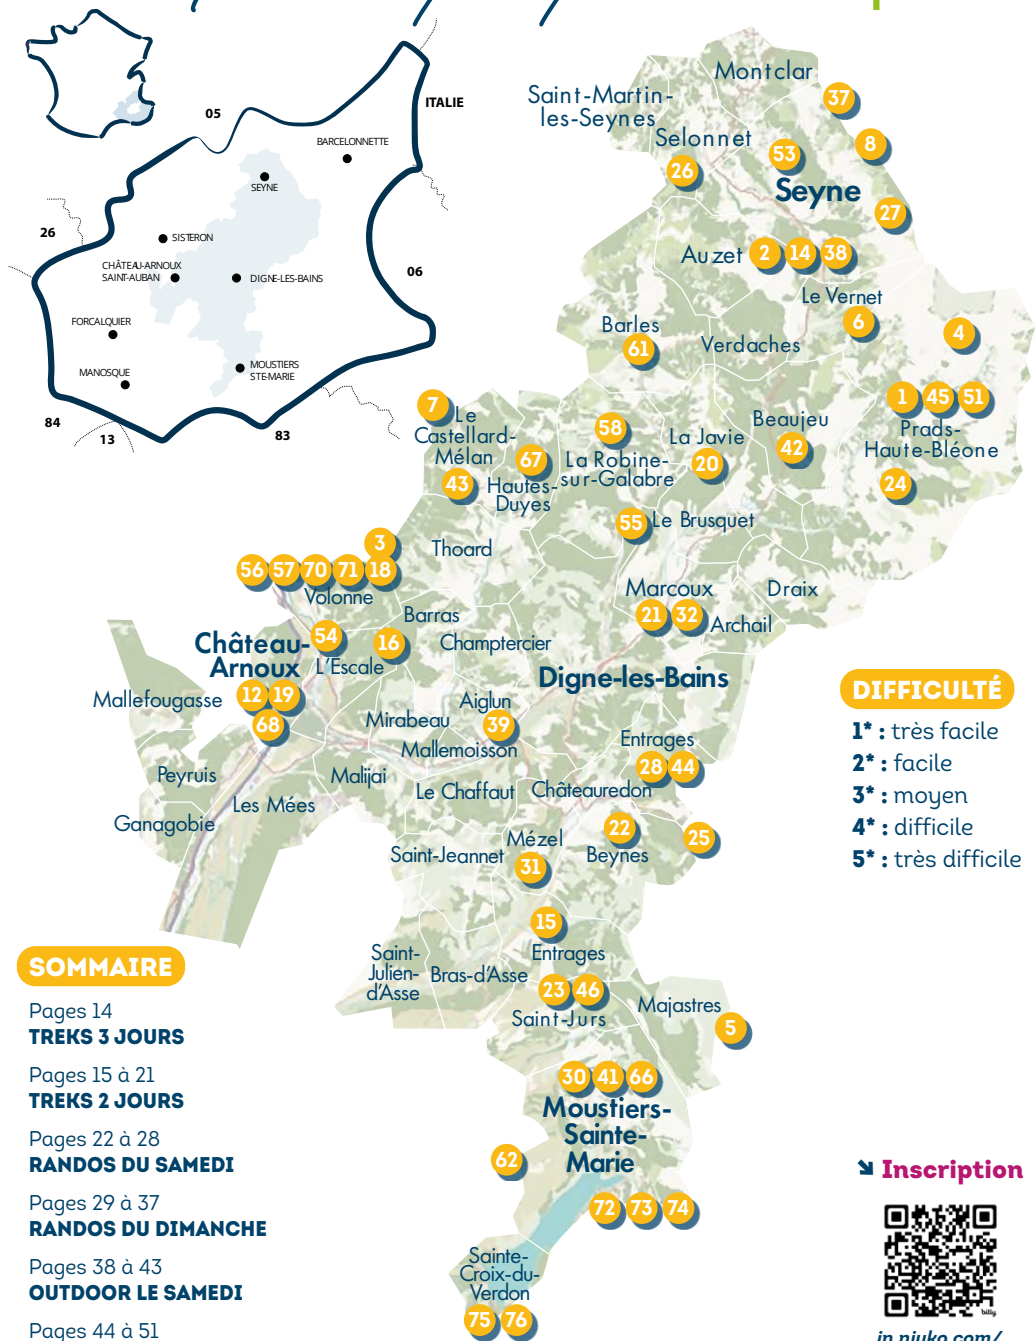 05
ITALIE
BARCELONNETTE
SEYNE
26
SISTERON
CHÂTEAU-ARNOUX
SAINT-AUBAN
DIGNE-LES-BAINS
06
FORCALQUIER
MANOSQUE
MOUSTIERS
STE-MARIE
84
13
83
Montclar
37
Saint-Martin-
les-Seynes
Selonnet
8
53
26
Seyne
27
Auzet 2 14 38
Le Vernet
6
4
Barles
61
Verdaches
1 45 51
Prads-
Haute-Bléone
24
7
Le
Castellard-
Mélan
43
67
Hautes-
Duyes
58
La Robine-
sur-Galabre
La Javie
20
Beaujeu
42
55 Le Brusquet
3
Thoard
56 57 70 71 18
Volonne
Marcoux
21 32
Draix
Archail
Barras
Château-
Arnoux
54
L'Escale
16
Champtercier
12 19
68
Mallefougasse
Digne-les-Bains
Aiglun
39
Mirabeau
Mallemoisson
Entrages
28 44
Peyruis
Malijai
Le Chaffaut
Châteauredon
Les Mées
Ganagobie
22
Beynes
25
Mézel
Saint-Jeannet
31
15
Entrages
Saint-
Julien-
d'Asse
Bras-d'Asse
23 46
Saint-Jurs
Majastres
5
30 41 66
Moustiers-
Sainte-
Marie
62
72 73 74
Sainte-
Croix-du-
Verdon
75 76
DIFFICULTÉ
1* : très facile
2* : facile
3* : moyen
4* : difficile
5* : très difficile
SOMMAIRE
Pages 14
TREKS 3 JOURS
Pages 15 à 21
TREKS 2 JOURS
Pages 22 à 28
RANDOS DU SAMEDI
Pages 29 à 37
RANDOS DU DIMANCHE
Pages 38 à 43
OUTDOOR LE SAMEDI
Pages 44 à 51
Inscription
billy
in.njuko.com/